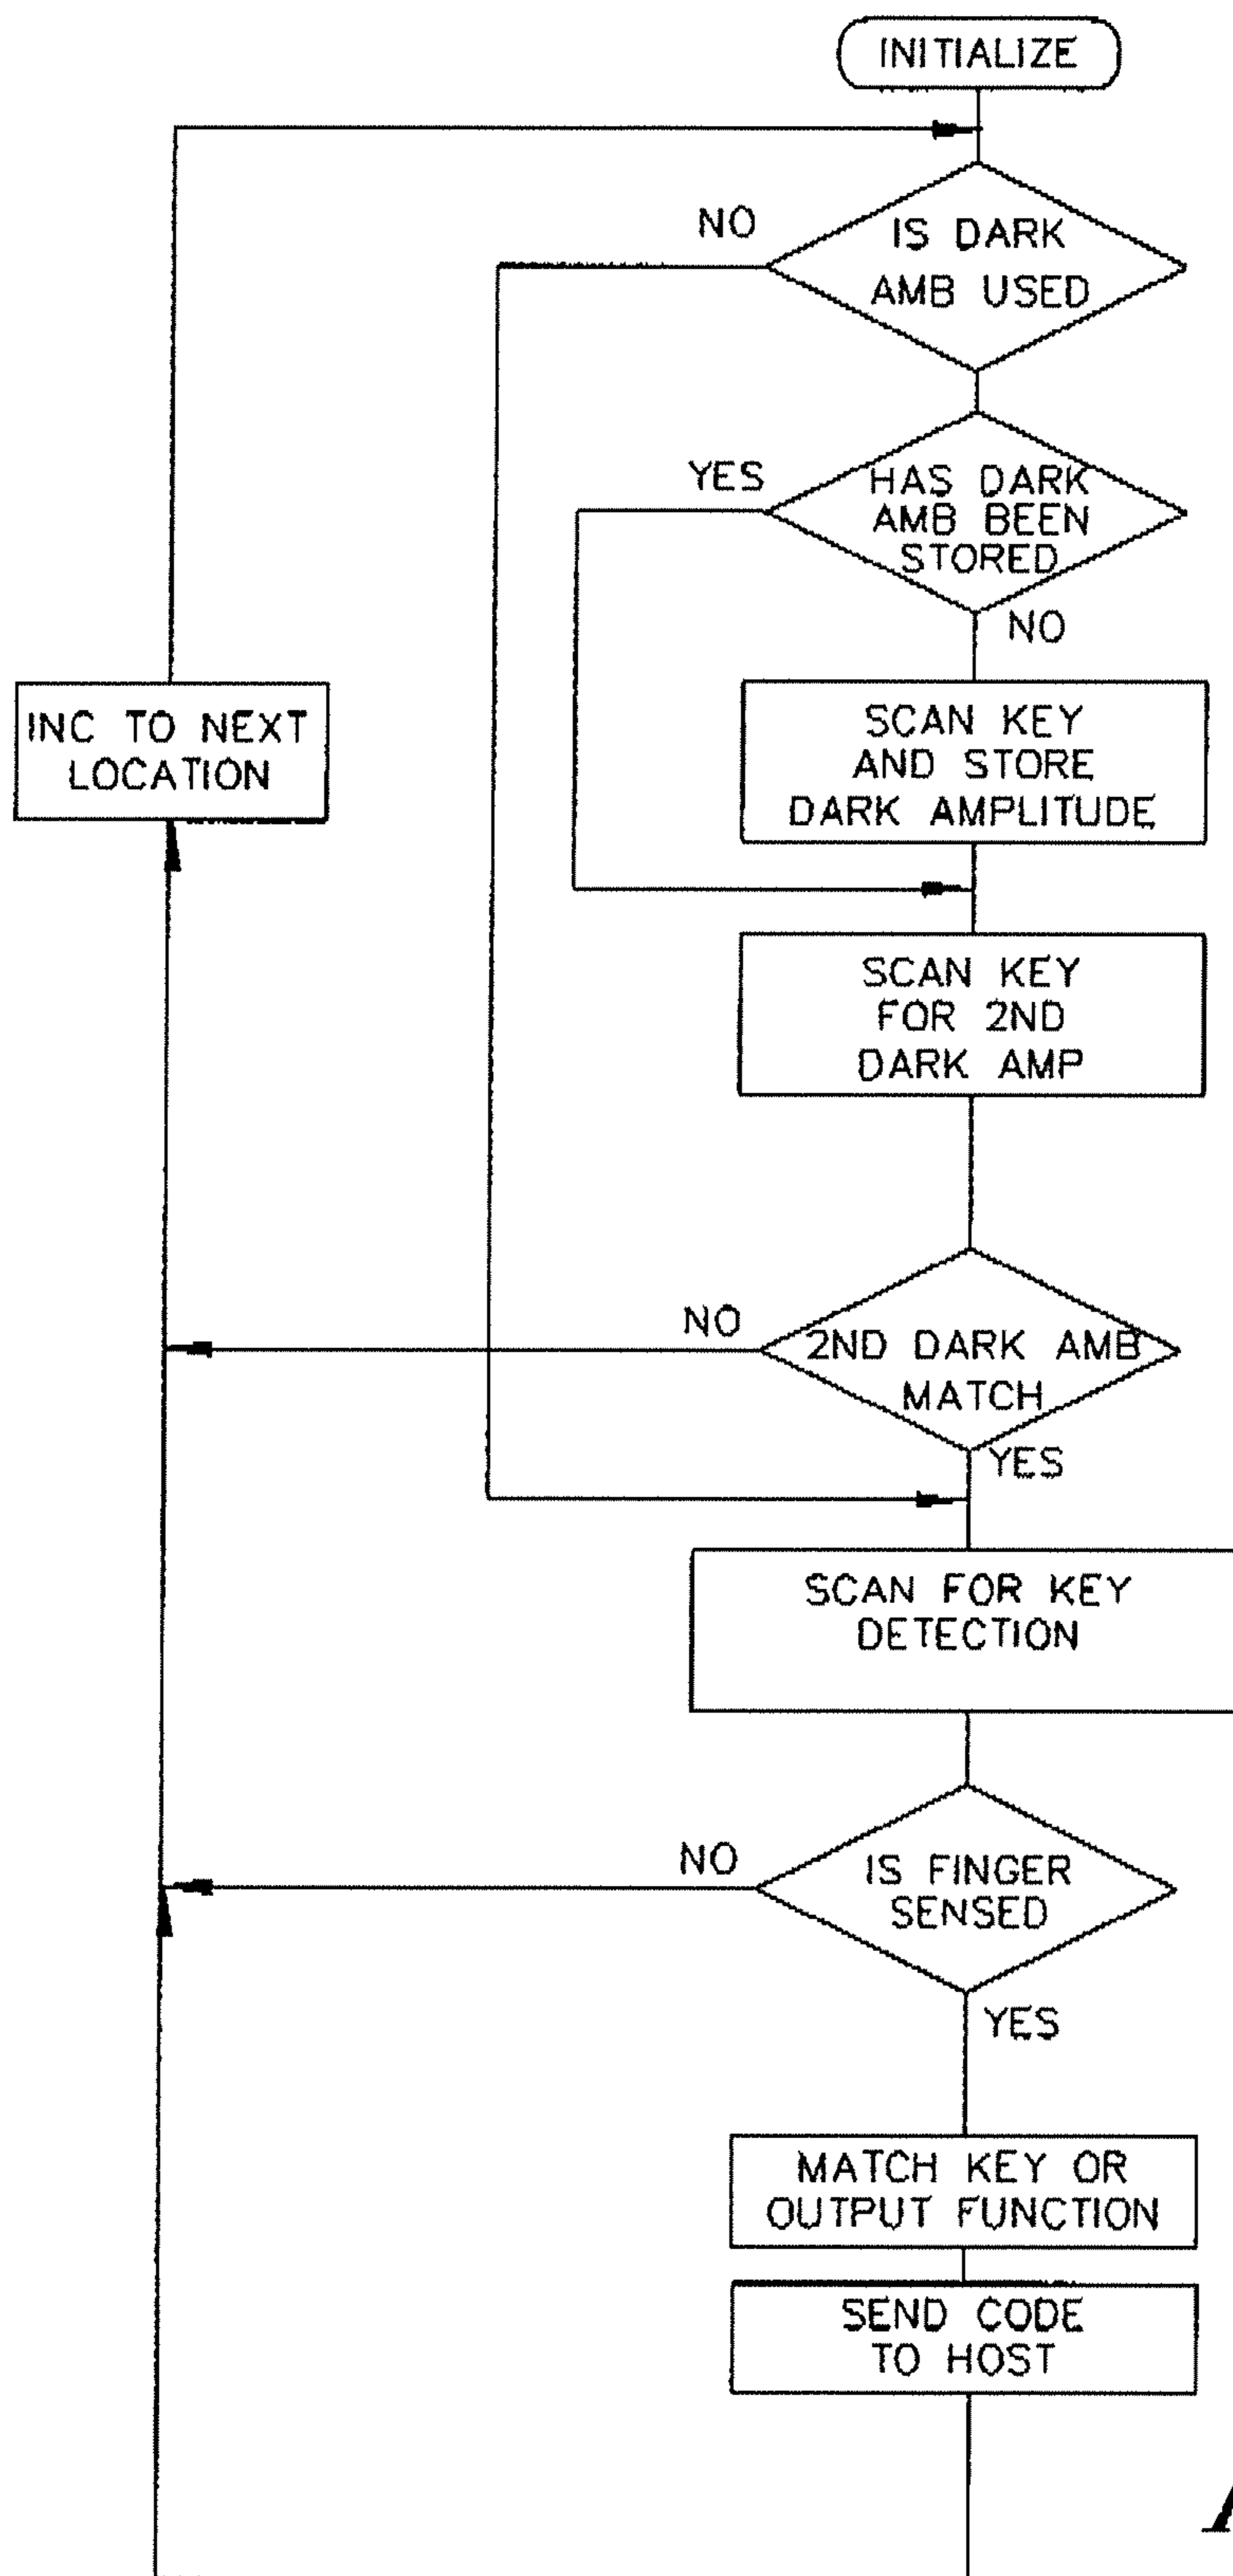 INITIALIZE
NO
IS DARK
AMB USED
YES
HAS DARK
AMB BEEN
STORED
NO
INC TO NEXT
LOCATION
SCAN KEY
AND STORE
DARK AMPLITUDE
SCAN KEY
FOR 2ND
DARK AMP
NO
2ND DARK AMB
MATCH
YES
SCAN FOR KEY
DETECTION
NO
IS FINGER
SENSED
YES
MATCH KEY OR
OUTPUT FUNCTION
SEND CODE
TO HOST